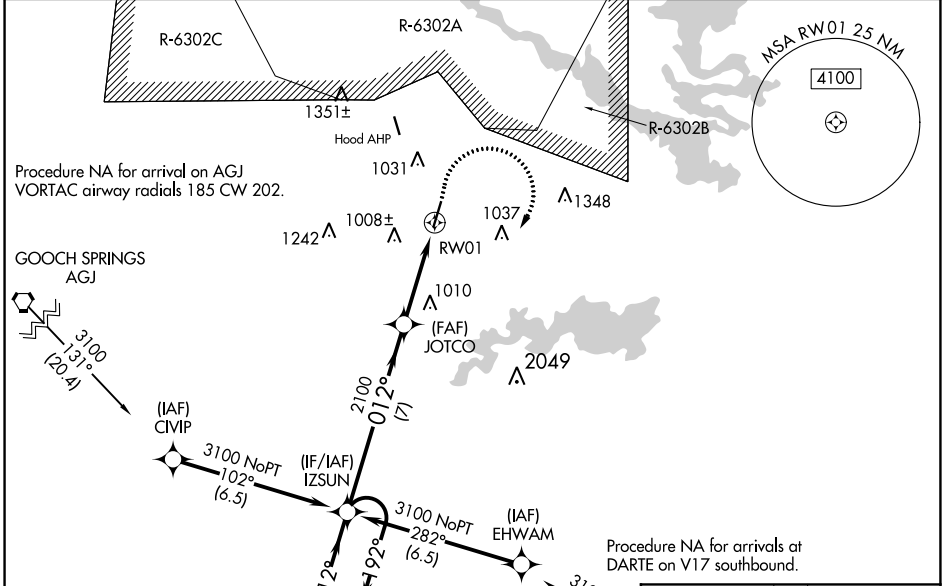 R-6302C
R-6302A
MSA RW01 25 NM
4100
1351±
R-6302B
Hood AHP
1031
Procedure NA for arrival on AGJ
VORTAC airway radials 185 CW 202.
1348
1008±
1037
1242
RW01
GOOCH SPRINGS
AGJ
1010
(FAF)
JOTCO
3100
131°
(20.4)
2049
2100
012°
(7)
(IAF)
CIVIP
3100 NoPT
102°
(6.5)
(IF/IAF)
IZSUN
3100 NoPT
282°
(6.5)
(IAF)
EHWAM
Procedure NA for arrivals at
DARTE on V17 southbound.
12°
192°